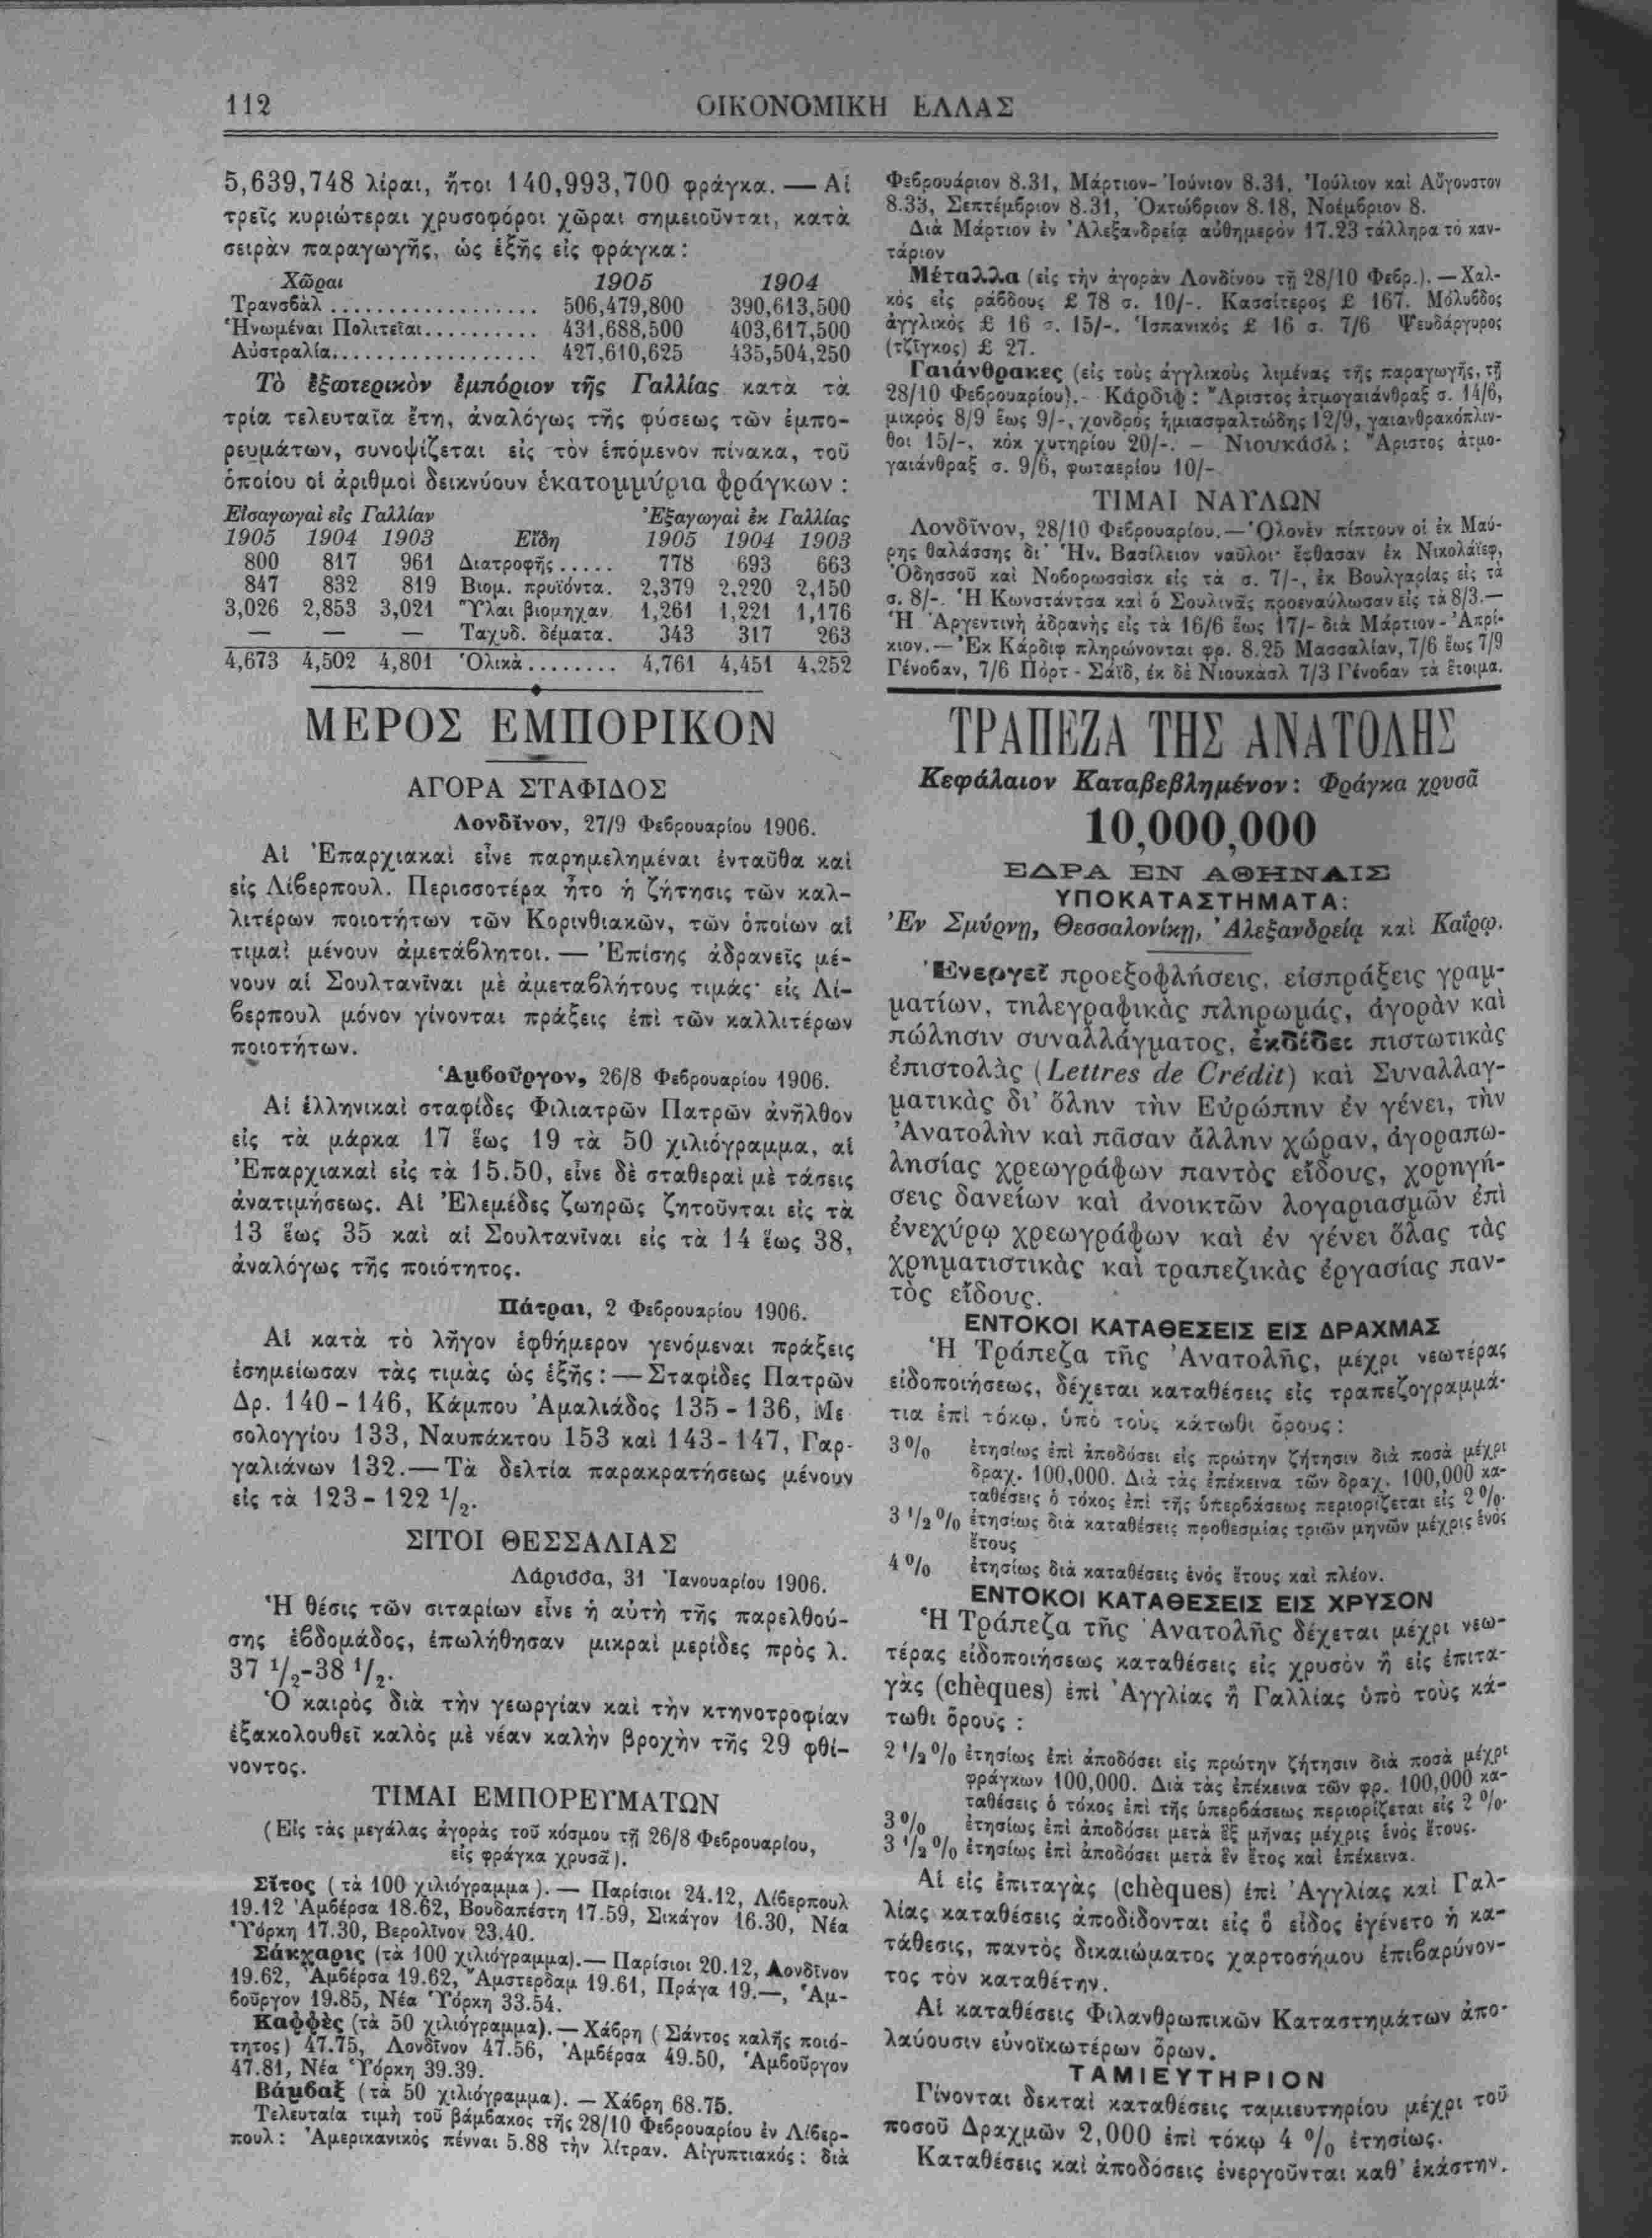 112
ΟΙΚΟΝΟΜΙΚΗ ΕΛΛΑΣ
5,639,748 λίραι, ἤτοι 140,993,700 φράγκα. — Αἱ
τρεῖς κυριώτεραι χρυσοφόροι χῶραι σημειοῦνται, κατὰ
σειρὰν παραγωγῆς, ὡς ἑξῆς εἰς φράγκα:
Χῶραι 1905 1904
Τρανσβὰλ .................. 506,479,800 390,613,500
Ἡνωμέναι Πολιτεῖαι........... 431,688,500 403,617,500
Αὐστραλία.................. 427,610,625 435,504,250
Τὸ ἐξωτερικὸν ἐμπόριον τῆς Γαλλίας κατὰ τὰ
τρία τελευταῖα ἔτη, ἀναλόγως τῆς φύσεως τῶν ἐμπο-
ρευμάτων, συνοψίζεται εἰς τὸν ἑπόμενον πίνακα, τοῦ
ὁποίου οἱ ἀριθμοὶ δεικνύουν ἑκατομμύρια φράγκων :
Εἰσαγωγαὶ εἰς Γαλλίαν Ἐξαγωγαὶ ἐκ Γαλλίας
1905 1904 1903 Εἴδη 1905 1904 1903
800 817 961 Διατροφῆς ..... 778 693 663
847 832 819 Βιομ. προϊόντα. 2,379 2,220 2,150
3,026 2,853 3,021 Ὕλαι βιομηχαν. 1,261 1,221 1,176
— — — Ταχυδ. δέματα. 343 317 263
4,673 4,502 4,801 Ὁλικὰ ........ 4,761 4,451 4,252
ΜΕΡΟΣ ΕΜΠΟΡΙΚΟΝ
ΑΓΟΡΑ ΣΤΑΦΙΔΟΣ
Λονδῖνον, 27/9 Φεβρουαρίου 1906.
Αἱ Ἐπαρχιακαὶ εἶνε παρημελημέναι ἐνταῦθα καὶ
εἰς Λίβερπουλ. Περισσοτέρα ἦτο ἡ ζήτησις τῶν καλ-
λιτέρων ποιοτήτων τῶν Κορινθιακῶν, τῶν ὁποίων αἱ
τιμαὶ μένουν ἀμετάβλητοι. — Ἐπίσης ἀδρανεῖς μέ-
νουν αἱ Σουλτανῖναι μὲ ἀμεταβλήτους τιμάς· εἰς Λί-
βερπουλ μόνον γίνονται πράξεις ἐπὶ τῶν καλλιτέρων
ποιοτήτων.
Ἁμβοῦργον, 26/8 Φεβρουαρίου 1906.
Αἱ ἑλληνικαὶ σταφίδες Φιλιατρῶν Πατρῶν ἀνῆλθον
εἰς τὰ μάρκα 17 ἕως 19 τὰ 50 χιλιόγραμμα, αἱ
Ἐπαρχιακαὶ εἰς τὰ 15.50, εἶνε δὲ σταθεραὶ μὲ τάσεις
ἀνατιμήσεως. Αἱ Ἐλεμέδες ζωηρῶς ζητοῦνται εἰς τὰ
13 ἕως 35 καὶ αἱ Σουλτανῖναι εἰς τὰ 14 ἕως 38,
ἀναλόγως τῆς ποιότητος.
Πάτραι, 2 Φεβρουαρίου 1906.
Αἱ κατὰ τὸ λῆγον ἑφθήμερον γενόμεναι πράξεις
ἐσημείωσαν τὰς τιμὰς ὡς ἑξῆς : — Σταφίδες Πατρῶν
Δρ. 140 - 146, Κάμπου Ἀμαλιάδος 135 - 136, Με
σολογγίου 133, Ναυπάκτου 153 καὶ 143 - 147, Γαρ-
γαλιάνων 132. — Τὰ δελτία παρακρατήσεως μένουν
εἰς τὰ 123 - 122 1/2.
ΣΙΤΟΙ ΘΕΣΣΑΛΙΑΣ
Λάρισσα, 31 Ἰανουαρίου 1906.
Ἡ θέσις τῶν σιταρίων εἶνε ἡ αὐτὴ τῆς παρελθού-
σης ἑβδομάδος, ἐπωλήθησαν μικραὶ μερίδες πρὸς λ.
37 1/2-38 1/2.
Ὁ καιρὸς διὰ τὴν γεωργίαν καὶ τὴν κτηνοτροφίαν
ἐξακολουθεῖ καλὸς μὲ νέαν καλὴν βροχὴν τῆς 29 φθί-
νοντος.
ΤΙΜΑΙ ΕΜΠΟΡΕΥΜΑΤΩΝ
(Εἰς τὰς μεγάλας ἀγορὰς τοῦ κόσμου τῇ 26/8 Φεβρουαρίου,
εἰς φράγκα χρυσᾶ).
Σῖτος (τὰ 100 χιλιόγραμμα). — Παρίσιοι 24.12, Λίβερπουλ
19.12 Ἀμβέρσα 18.62, Βουδαπέστη 17.59, Σικάγον 16.30, Νέα
Ὑόρκη 17.30, Βερολῖνον 23.40.
Σάκχαρις (τὰ 100 χιλιόγραμμα). — Παρίσιοι 20.12, Λονδῖνον
19.62, Ἀμβέρσα 19.62, Ἀμστερδαμ 19.61, Πράγα 19.—, Ἁμ-
βοῦργον 19.85, Νέα Ὑόρκη 33.54.
Καφφὲς (τὰ 50 χιλιόγραμμα). — Χάβρη (Σάντος καλῆς ποιό-
τητος) 47.75, Λονδῖνον 47.56, Ἀμβέρσα 49.50, Ἁμβοῦργον
47.81, Νέα Ὑόρκη 39.39.
Βάμβαξ (τὰ 50 χιλιόγραμμα). — Χάβρη 68.75.
Τελευταία τιμὴ τοῦ βάμβακος τῆς 28/10 Φεβρουαρίου ἐν Λίβερ-
πουλ : Ἀμερικανικὸς πένναι 5.88 τὴν λίτραν. Αἰγυπτιακός : διὰ
Φεβρουάριον 8.31, Μάρτιον-Ἰούνιον 8.34, Ἰούλιον καὶ Αὔγουστον
8.33, Σεπτέμβριον 8.31, Ὀκτώβριον 8.18, Νοέμβριον 8.
Διὰ Μάρτιον ἐν Ἀλεξανδρείᾳ αὐθημερὸν 17.23 τάλληρα τὸ καν-
τάριον
Μέταλλα (εἰς τὴν ἀγορὰν Λονδίνου τῇ 28/10 Φεβρ.). — Χαλ-
κὸς εἰς ράβδους £ 78 σ. 10/-. Κασσίτερος £ 167. Μόλυβδος
ἀγγλικὸς £ 16 σ. 15/-. Ἱσπανικός £ 16 σ. 7/6 Ψευδάργυρος
(τζῖγκος) £ 27.
Γαιάνθρακες (εἰς τοὺς ἀγγλικοὺς λιμένας τῆς παραγωγῆς, τῇ
28/10 Φεβρουαρίου).- Κάρδιφ : Ἄριστος ἀτμογαιάνθραξ σ. 14/6,
μικρὸς 8/9 ἕως 9/-, χονδρὸς ἡμιασφαλτώδης 12/9, γαιανθρακόπλιν-
θοι 15/-, κὸκ χυτηρίου 20/-. - Νιουκάσλ : Ἄριστος ἀτμο-
γαιάνθραξ σ. 9/6, φωταερίου 10/-
ΤΙΜΑΙ ΝΑΥΛΩΝ
Λονδῖνον, 28/10 Φεβρουαρίου. — Ὁλονὲν πίπτουν οἱ ἐκ Μαύ-
ρης θαλάσσης δι' Ἡν. Βασίλειον ναῦλοι· ἔφθασαν ἐκ Νικολάϊεφ,
Ὀδησσοῦ καὶ Νοβορωσσίσκ εἰς τὰ σ. 7/-, ἐκ Βουλγαρίας εἰς τὰ
σ. 8/-. Ἡ Κωνστάντσα καὶ ὁ Σουλινᾶς προεναύλωσαν εἰς τὰ 8/3.—
Ἡ Ἀργεντινὴ ἀδρανὴς εἰς τὰ 16/6 ἕως 17/- διὰ Μάρτιον - Ἀπρί-
λιον. — Ἐκ Κάρδιφ πληρώνονται φρ. 8.25 Μασσαλίαν, 7/6 ἕως 7/9
Γένοβαν, 7/6 Πόρτ - Σάϊδ, ἐκ δὲ Νιουκὰσλ 7/3 Γένοβαν τὰ ἕτοιμα.
ΤΡΑΠΕΖΑ ΤΗΣ ΑΝΑΤΟΛΗΣ
Κεφάλαιον Καταβεβλημένον : Φράγκα χρυσᾶ
10,000,000
ΕΔΡΑ ΕΝ ΑΘΗΝΑΙΣ
ΥΠΟΚΑΤΑΣΤΗΜΑΤΑ:
Ἐν Σμύρνῃ, Θεσσαλονίκῃ, Ἀλεξανδρείᾳ καὶ Καΐρῳ.
Ἐνεργεῖ προεξοφλήσεις, εἰσπράξεις γραμ-
ματίων, τηλεγραφικὰς πληρωμάς, ἀγορὰν καὶ
πώλησιν συναλλάγματος, ἐκδίδει πιστωτικὰς
ἐπιστολὰς (Lettres de Crédit) καὶ Συναλλαγ-
ματικὰς δι' ὅλην τὴν Εὐρώπην ἐν γένει, τὴν
Ἀνατολὴν καὶ πᾶσαν ἄλλην χώραν, ἀγοραπω-
λησίας χρεωγράφων παντὸς εἴδους, χορηγή-
σεις δανείων καὶ ἀνοικτῶν λογαριασμῶν ἐπὶ
ἐνεχύρῳ χρεωγράφων καὶ ἐν γένει ὅλας τὰς
χρηματιστικὰς καὶ τραπεζικὰς ἐργασίας παν-
τὸς εἴδους.
ΕΝΤΟΚΟΙ ΚΑΤΑΘΕΣΕΙΣ ΕΙΣ ΔΡΑΧΜΑΣ
Ἡ Τράπεζα τῆς Ἀνατολῆς, μέχρι νεωτέρας
εἰδοποιήσεως, δέχεται καταθέσεις εἰς τραπεζογραμμά-
τια ἐπὶ τόκῳ, ὑπὸ τοὺς κάτωθι ὅρους :
3 % ἐτησίως ἐπὶ ἀποδόσει εἰς πρώτην ζήτησιν διὰ ποσὰ μέχρι
δραχ. 100,000. Διὰ τὰς ἐπέκεινα τῶν δραχ. 100,000 κα-
ταθέσεις ὁ τόκος ἐπὶ τῆς ὑπερβάσεως περιορίζεται εἰς 2 %.
3 1/2 % ἐτησίως διὰ καταθέσεις προθεσμίας τριῶν μηνῶν μέχρις ἑνὸς
ἔτους
4 % ἐτησίως διὰ καταθέσεις ἑνὸς ἔτους καὶ πλέον.
ΕΝΤΟΚΟΙ ΚΑΤΑΘΕΣΕΙΣ ΕΙΣ ΧΡΥΣΟΝ
Ἡ Τράπεζα τῆς Ἀνατολῆς δέχεται μέχρι νεω-
τέρας εἰδοποιήσεως καταθέσεις εἰς χρυσὸν ἢ εἰς ἐπιτα-
γὰς (chèques) ἐπὶ Ἀγγλίας ἢ Γαλλίας ὑπὸ τοὺς κά-
τωθι ὅρους :
2 1/2 % ἐτησίως ἐπὶ ἀποδόσει εἰς πρώτην ζήτησιν διὰ ποσὰ μέχρι
φράγκων 100,000. Διὰ τὰς ἐπέκεινα τῶν φρ. 100,000 κα-
ταθέσεις ὁ τόκος ἐπὶ τῆς ὑπερβάσεως περιορίζεται εἰς 2 %.
3 % ἐτησίως ἐπὶ ἀποδόσει μετὰ ἓξ μῆνας μέχρις ἑνὸς ἔτους.
3 1/2 % ἐτησίως ἐπὶ ἀποδόσει μετὰ ἓν ἔτος καὶ ἐπέκεινα.
Αἱ εἰς ἐπιταγὰς (chèques) ἐπὶ Ἀγγλίας καὶ Γαλ-
λίας καταθέσεις ἀποδίδονται εἰς ὃ εἶδος ἐγένετο ἡ κα-
τάθεσις, παντὸς δικαιώματος χαρτοσήμου ἐπιβαρύνον-
τος τὸν καταθέτην.
Αἱ καταθέσεις Φιλανθρωπικῶν Καταστημάτων ἀπο-
λαύουσιν εὐνοϊκωτέρων ὅρων.
ΤΑΜΙΕΥΤΗΡΙΟΝ
Γίνονται δεκταὶ καταθέσεις ταμιευτηρίου μέχρι τοῦ
ποσοῦ Δραχμῶν 2,000 ἐπὶ τόκῳ 4 % ἐτησίως.
Καταθέσεις καὶ ἀποδόσεις ἐνεργοῦνται καθ' ἑκάστην.